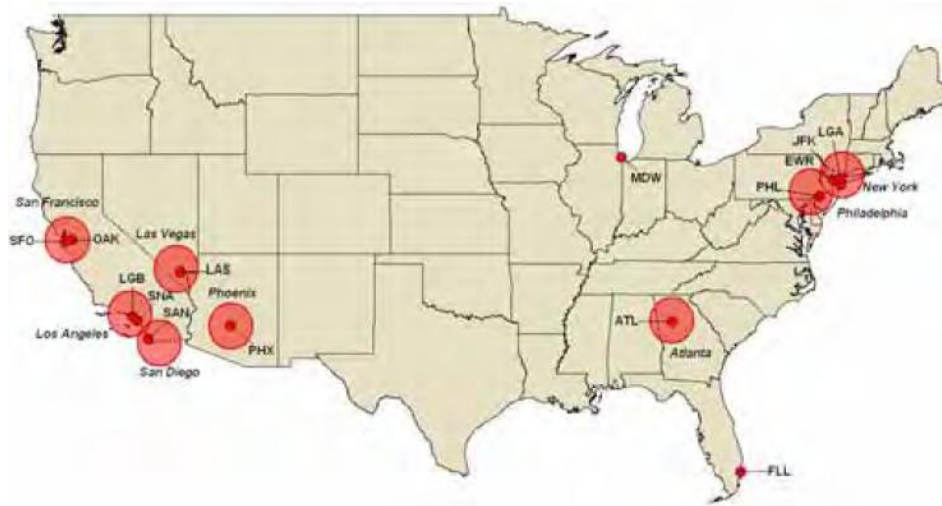 LGA
JFK
EWR
MDW
PHL
New York
Philadelphia
San Francisco
SFO
OAK
Las Vegas
LAS
LGB
SNA
Phoenix
SAN
Los Angeles
PHX
San Diego
ATL
Atlanta
FLL